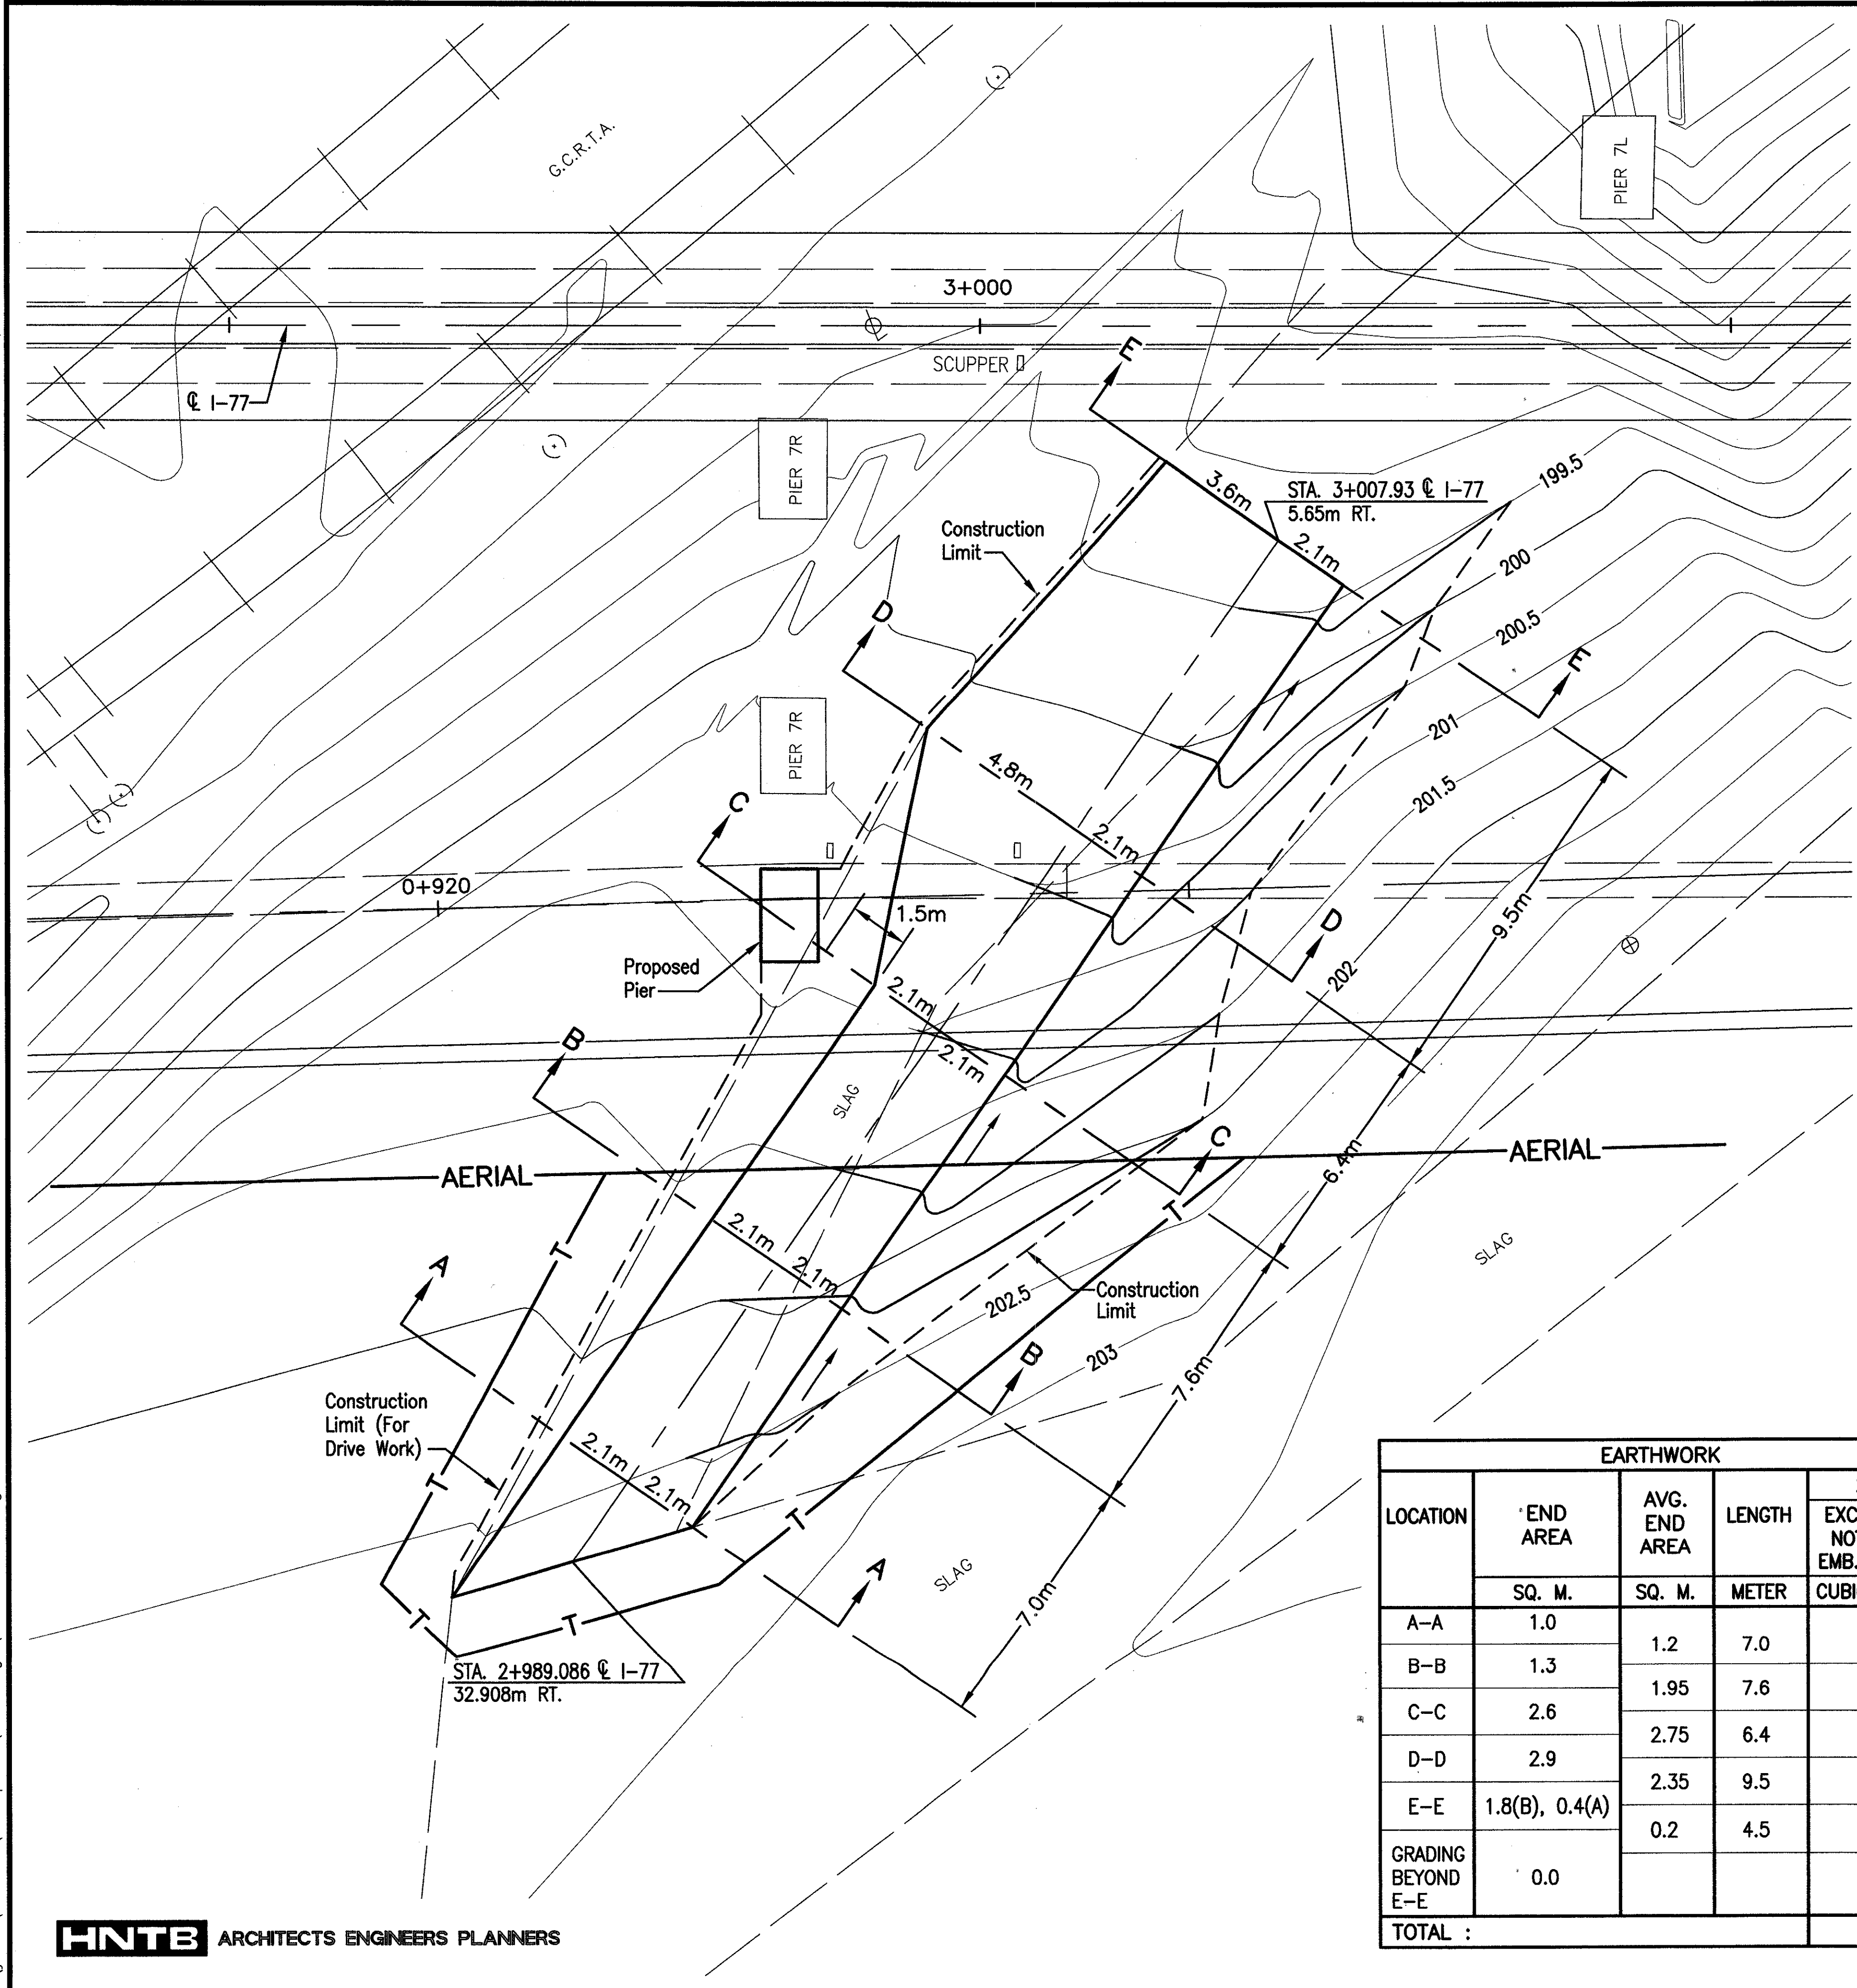 G.C.R.T.A.
PIER 7L
3+000
SCUPPER
℄ I-77
E
PIER 7R
3.6m
STA. 3+007.93 ℄ I-77
5.65m RT.
199.5
Construction
Limit
2.1m
200
D
200.5
E
PIER 7R
201
4.8m
201.5
C
2.1m
0+920
1.5m
D
9.5m
Proposed
Pier
202
2.1m
B
2.1m
SLAG
C
AERIAL
AERIAL
6.4m
T
T
2.1m
SLAG
A
2.1m
Construction
Limit
202.5
B
203
7.6m
Construction
Limit (For
Drive Work)
2.1m
T
2.1m
T
A
SLAG
7.0m
T
T
STA. 2+989.086 ℄ I-77
32.908m RT.
EARTHWORK
LOCATION
END
AREA
AVG.
END
AREA
LENGTH
EXC
NO
EMB.
SQ. M.
SQ. M.
METER
CUBI
A-A 1.0
1.2 7.0
B-B 1.3
1.95 7.6
C-C 2.6
2.75 6.4
D-D 2.9
2.35 9.5
E-E 1.8(B), 0.4(A)
0.2 4.5
GRADING
BEYOND
E-E
0.0
TOTAL :
HNTB ARCHITECTS ENGINEERS PLANNERS